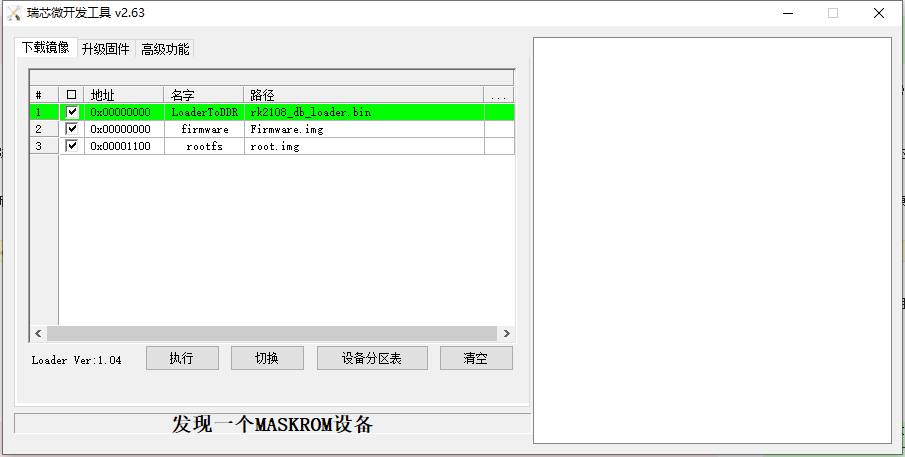 瑞芯微开发工具 v2.63
下载镜像 升级固件 高级功能
# 地址 名字 路径 ...
1 0x00000000 LoaderToDDR rk2108_db_loader.bin
2 0x00000000 firmware Firmware.img
3 0x00001100 rootfs root.img
Loader Ver:1.04 执行 切换 设备分区表 清空
发现一个MASKROM设备